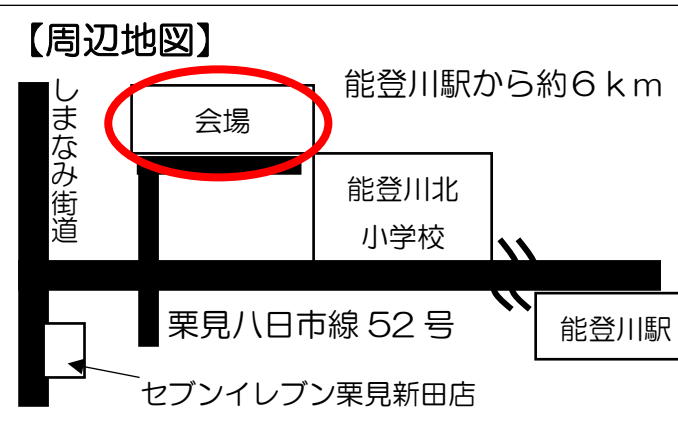 【周辺地図】
能登川駅から約6km
しまなみ街道
会場
能登川北
小学校
栗見八日市線52号
能登川駅
セブンイレブン栗見新田店